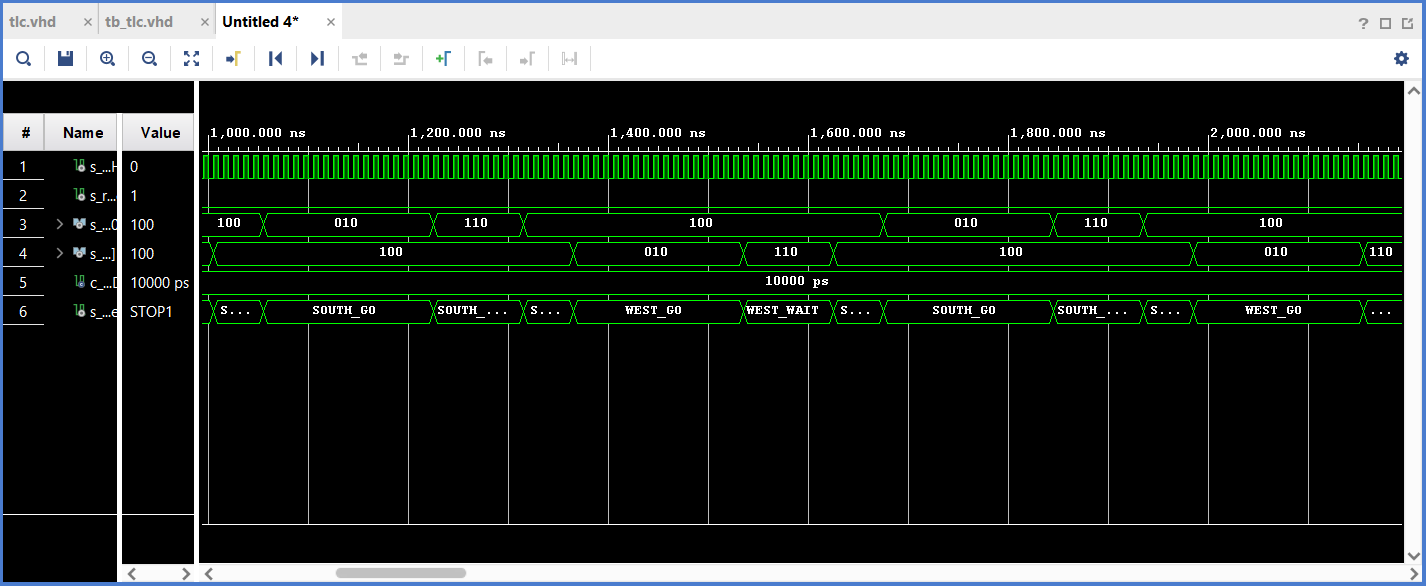 tlc.vhd × tb_tlc.vhd × Untitled 4* ×
?
# Name Value 1,000.000 ns 1,200.000 ns 1,400.000 ns 1,600.000 ns 1,800.000 ns 2,000.000 ns
1 s_...H 0
2 s_r... 1
3 s_...0 100 100 010 110 100 010 110 100
4 s_...] 100 100 010 110 100 010 110
5 c_...D 10000 ps 10000 ps
6 s_...e STOP1 S... SOUTH_GO SOUTH_... S... WEST_GO WEST_WAIT S... SOUTH_GO SOUTH_... S... WEST_GO ...